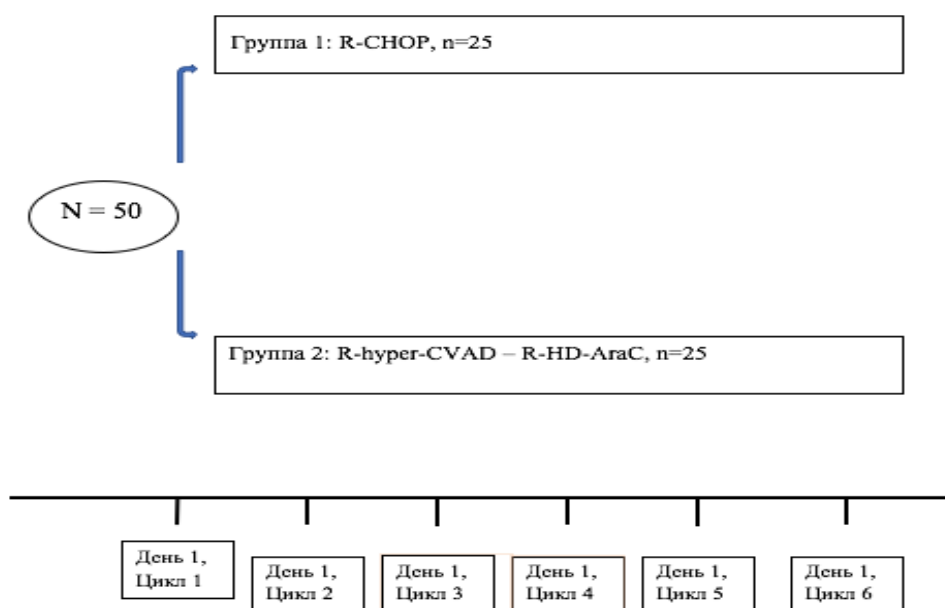 Группа 1: R-CHOP, n=25
N = 50
Группа 2: R-hyper-CVAD – R-HD-AraC, n=25
День 1,
Цикл 1
День 1,
Цикл 2
День 1,
Цикл 3
День 1,
Цикл 4
День 1,
Цикл 5
День 1,
Цикл 6